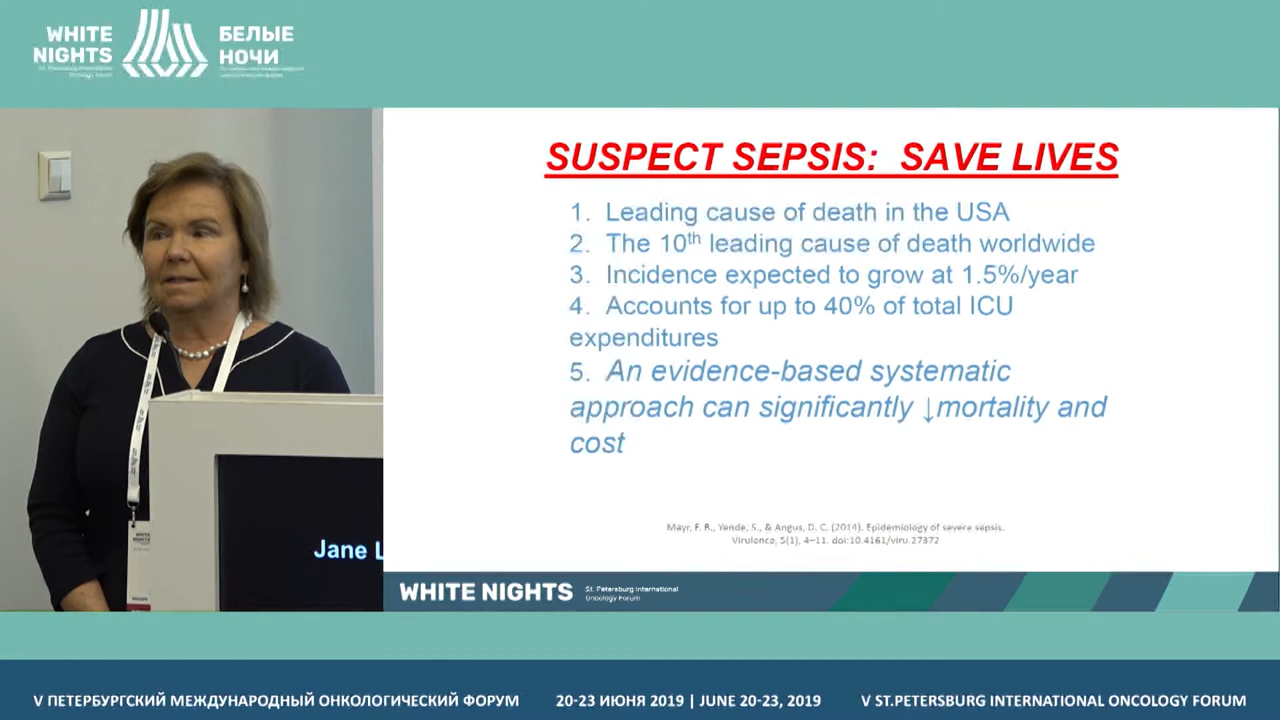 WHITE
NIGHTS
St. Petersburg International
Oncology Forum
БЕЛЫЕ
НОЧИ
SUSPECT SEPSIS: SAVE LIVES
1. Leading cause of death in the USA
2. The 10th leading cause of death worldwide
3. Incidence expected to grow at 1.5%/year
4. Accounts for up to 40% of total ICU
expenditures
5. An evidence-based systematic
approach can significantly ↓mortality and
cost
Mayr, F. B., Yende, S., & Angus, D. C. (2014). Epidemiology of severe sepsis.
Virulence, 5(1), 4–11. doi:10.4161/viru.27372
Jane L
WHITE NIGHTS
St. Petersburg International
Oncology Forum
V ПЕТЕРБУРГСКИЙ МЕЖДУНАРОДНЫЙ ОНКОЛОГИЧЕСКИЙ ФОРУМ
20-23 ИЮНЯ 2019 | JUNE 20-23, 2019
V ST.PETERSBURG INTERNATIONAL ONCOLOGY FORUM